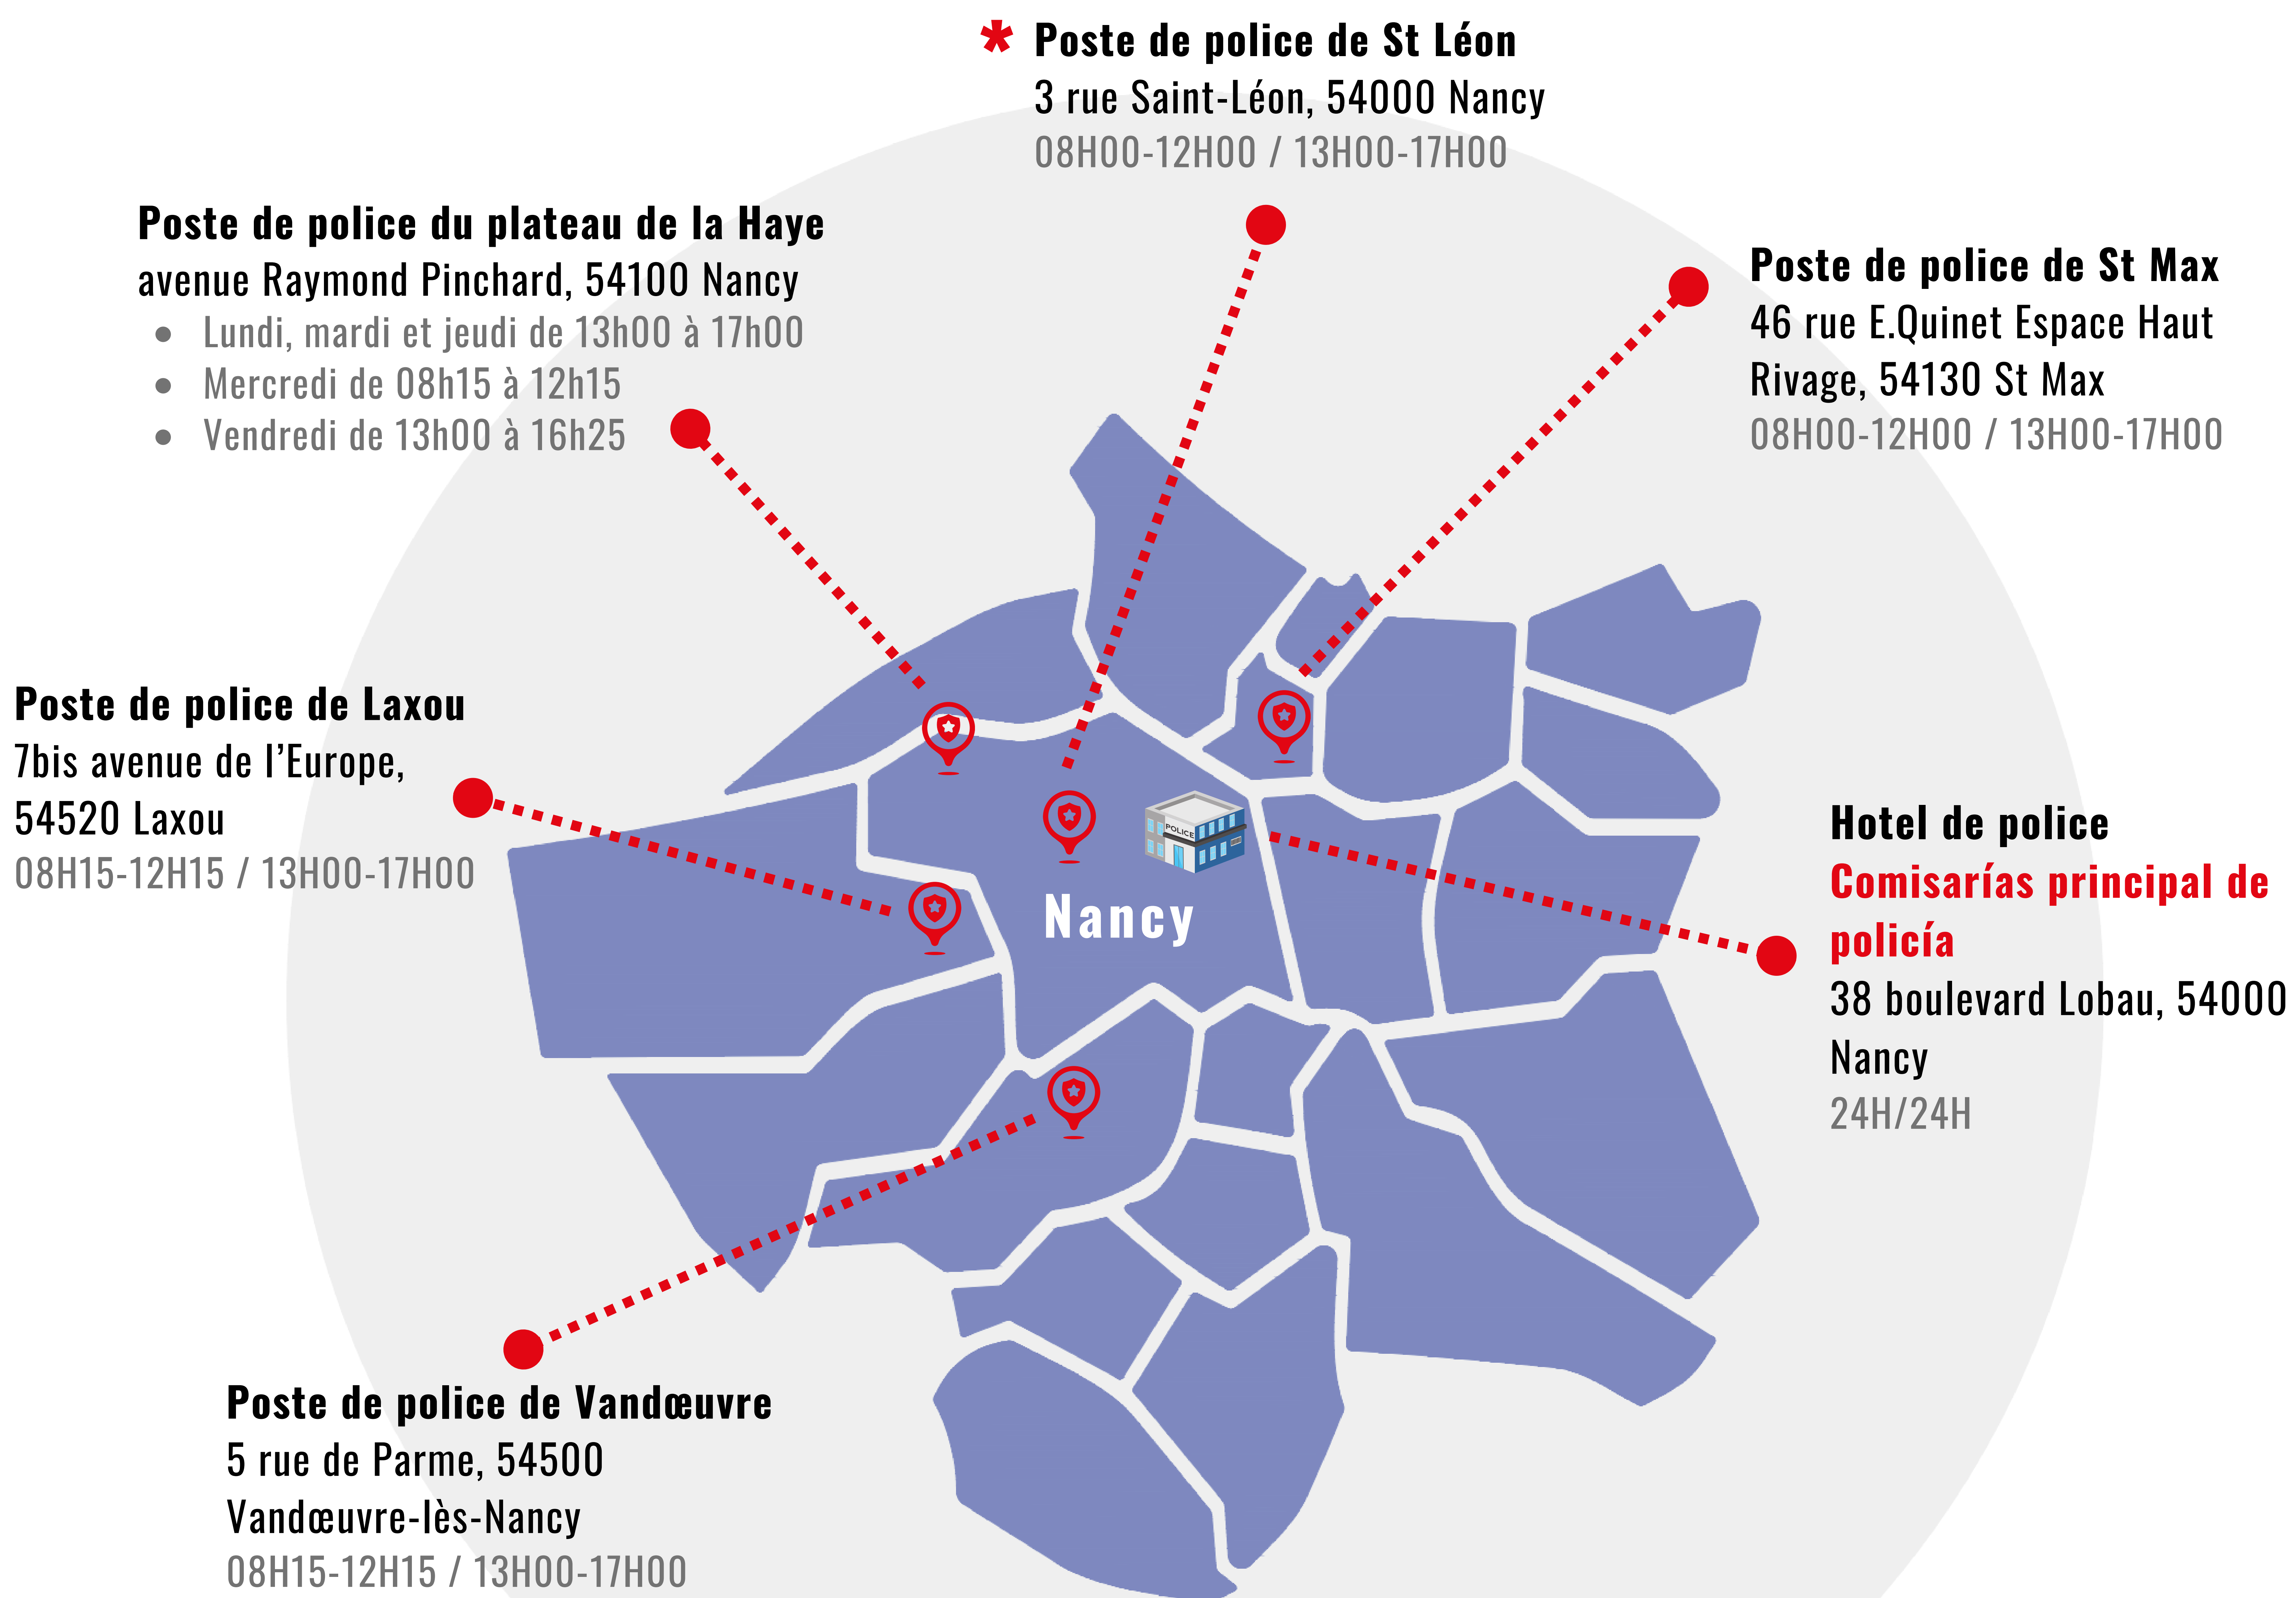 * Poste de police de St Léon
3 rue Saint-Léon, 54000 Nancy
08H00-12H00 / 13H00-17H00
Poste de police du plateau de la Haye
avenue Raymond Pinchard, 54100 Nancy
• Lundi, mardi et jeudi de 13h00 à 17h00
• Mercredi de 08h15 à 12h15
• Vendredi de 13h00 à 16h25
Poste de police de St Max
46 rue E.Quinet Espace Haut
Rivage, 54130 St Max
08H00-12H00 / 13H00-17H00
Poste de police de Laxou
7bis avenue de l’Europe,
54520 Laxou
08H15-12H15 / 13H00-17H00
POLICE
Nancy
Hotel de police
Comisarías principal de
policía
38 boulevard Lobau, 54000
Nancy
24H/24H
Poste de police de Vandœuvre
5 rue de Parme, 54500
Vandœuvre-lès-Nancy
08H15-12H15 / 13H00-17H00